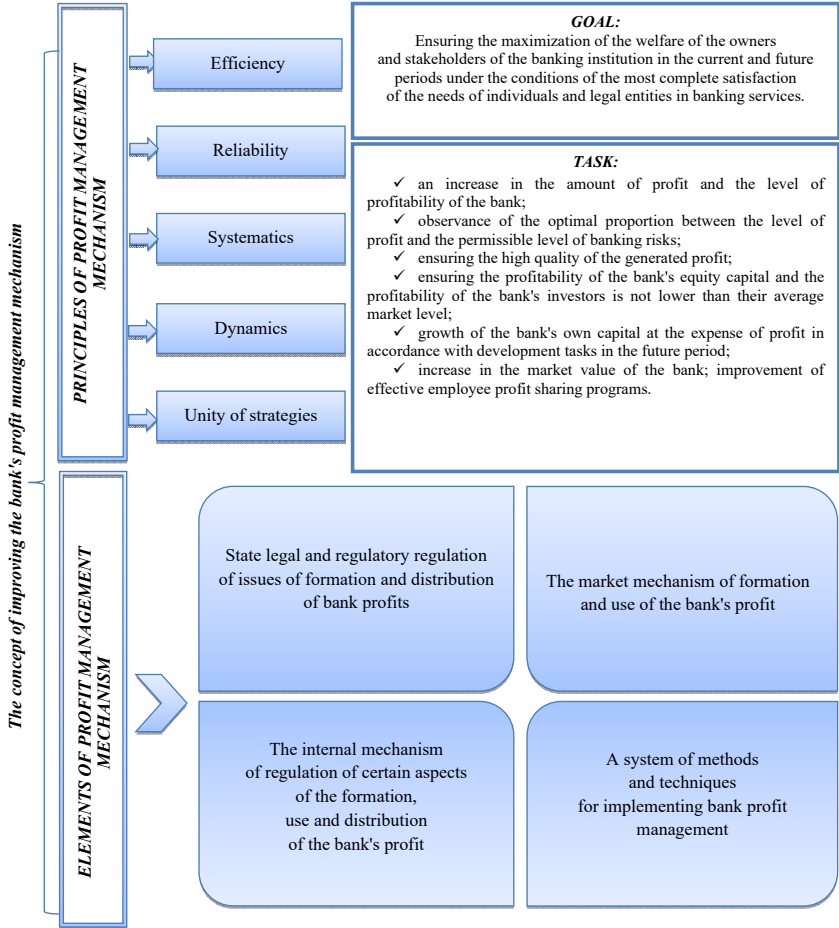 The concept of improving the bank's profit management mechanism
PRINCIPLES OF PROFIT MANAGEMENT
MECHANISM
Efficiency
Reliability
Systematics
Dynamics
Unity of strategies
GOAL:
Ensuring the maximization of the welfare of the owners
and stakeholders of the banking institution in the current and future
periods under the conditions of the most complete satisfaction
of the needs of individuals and legal entities in banking services.
TASK:
✓ an increase in the amount of profit and the level of
profitability of the bank;
✓ observance of the optimal proportion between the level of
profit and the permissible level of banking risks;
✓ ensuring the high quality of the generated profit;
✓ ensuring the profitability of the bank's equity capital and the
profitability of the bank's investors is not lower than their average
market level;
✓ growth of the bank's own capital at the expense of profit in
accordance with development tasks in the future period;
✓ increase in the market value of the bank; improvement of
effective employee profit sharing programs.
ELEMENTS OF PROFIT MANAGEMENT
MECHANISM
State legal and regulatory regulation
of issues of formation and distribution
of bank profits
The market mechanism of formation
and use of the bank's profit
The internal mechanism
of regulation of certain aspects
of the formation,
use and distribution
of the bank's profit
A system of methods
and techniques
for implementing bank profit
management